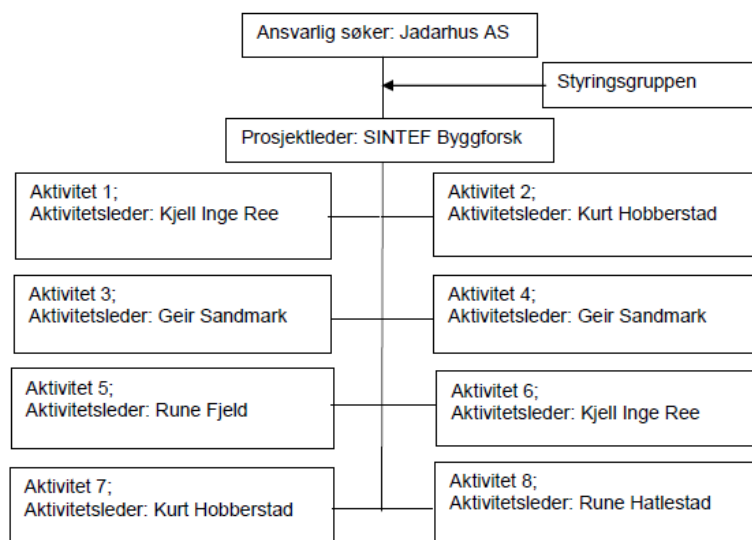 Ansvarlig søker: Jadarhus AS
Styringsgruppen
Prosjektleder: SINTEF Byggforsk
Aktivitet 1;
Aktivitetsleder: Kjell Inge Ree
Aktivitet 2;
Aktivitetsleder: Kurt Hobberstad
Aktivitet 3;
Aktivitetsleder: Geir Sandmark
Aktivitet 4;
Aktivitetsleder: Geir Sandmark
Aktivitet 5;
Aktivitetsleder: Rune Fjeld
Aktivitet 6;
Aktivitetsleder: Kjell Inge Ree
Aktivitet 7;
Aktivitetsleder: Kurt Hobberstad
Aktivitet 8;
Aktivitetsleder: Rune Hatlestad